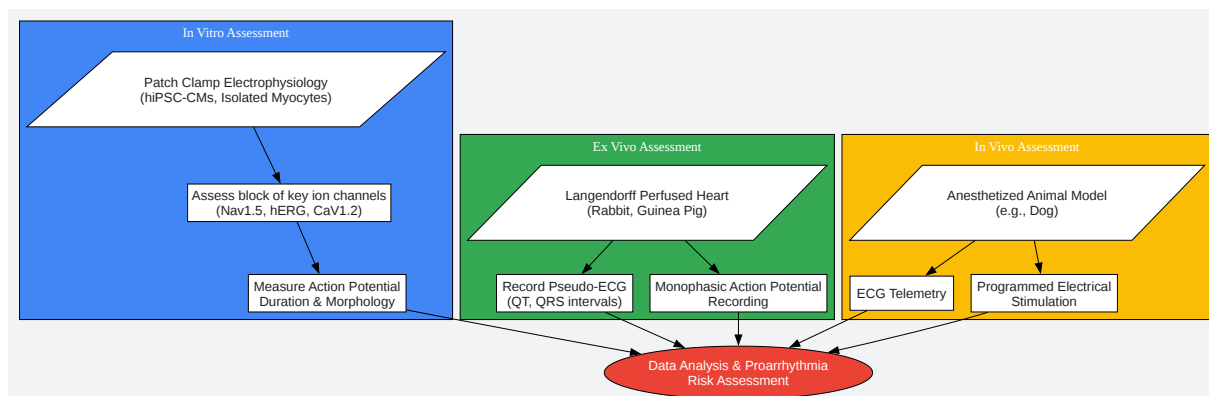 In Vitro Assessment
Patch Clamp Electrophysiology
(hiPSC-CMs, Isolated Myocytes)
Assess block of key ion channels
(Nav1.5, hERG, CaV1.2)
Measure Action Potential
Duration & Morphology
Ex Vivo Assessment
Langendorff Perfused Heart
(Rabbit, Guinea Pig)
Record Pseudo-ECG
(QT, QRS intervals)
Monophasic Action Potential
Recording
In Vivo Assessment
Anesthetized Animal Model
(e.g., Dog)
ECG Telemetry
Programmed Electrical
Stimulation
Data Analysis & Proarrhythmia
Risk Assessment